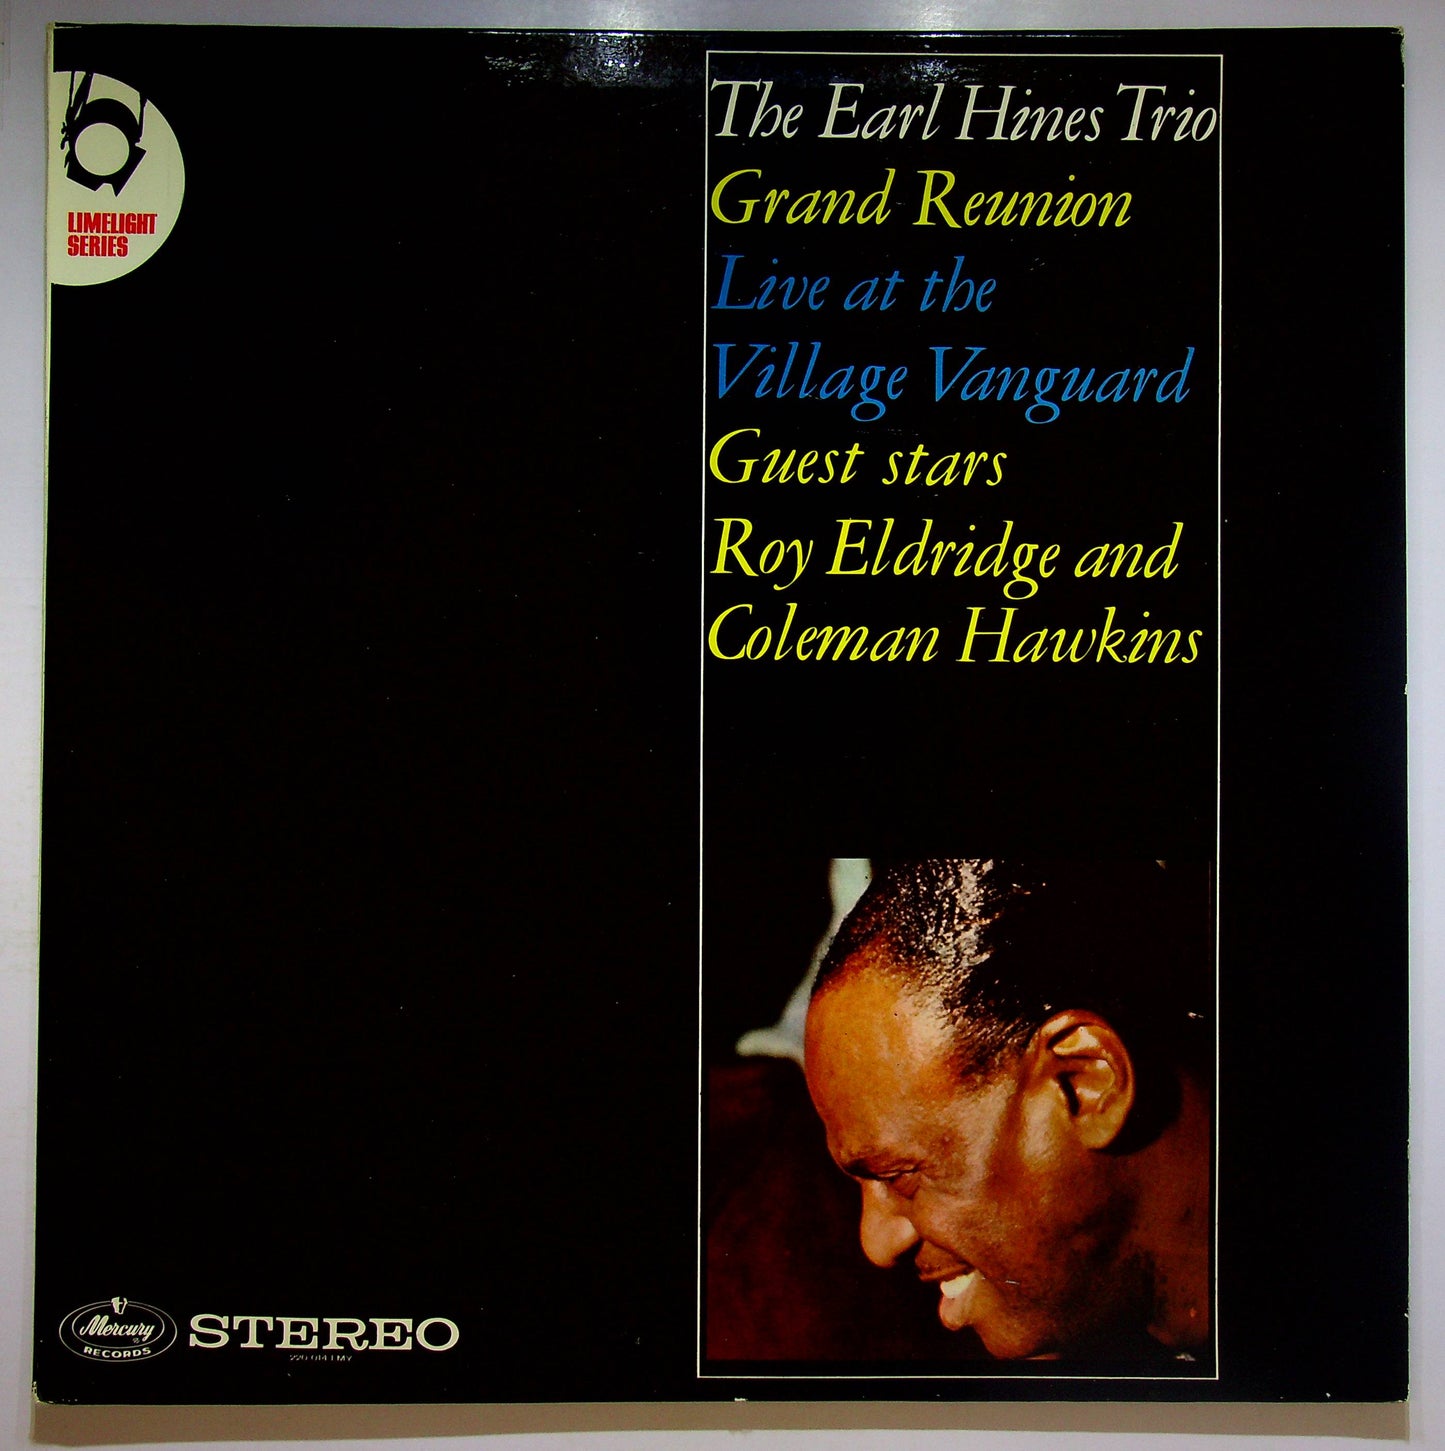 LIMELIGHT
SERIES
The Earl Hines Trio
Grand Reunion
Live at the
Village Vanguard
Guest stars
Roy Eldridge and
Coleman Hawkins
Mercury
RECORDS
STEREO